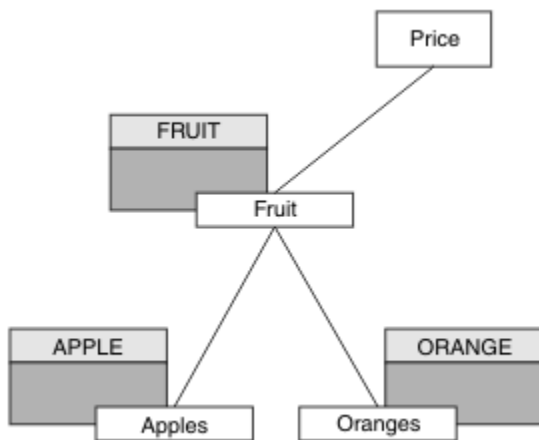 Price
FRUIT
Fruit
APPLE
ORANGE
Apples
Oranges